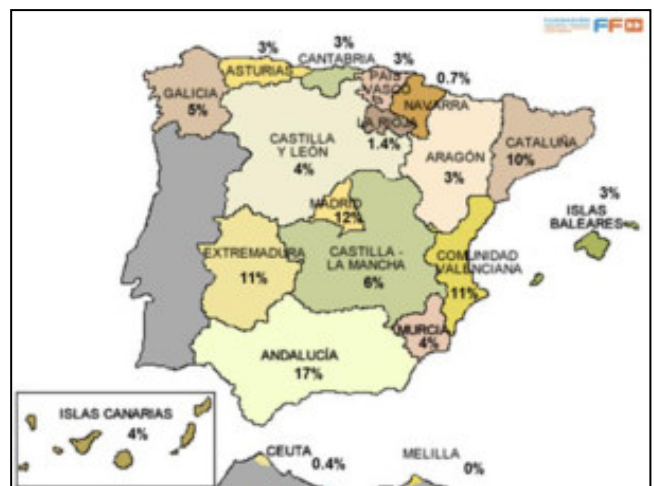 FF
3%
ASTURIAS
3%
CANTABRIA
3%
PAIS
VASCO
0.7%
NAVARRA
GALICIA
5%
LA RIOJA
1.4%
CASTILLA
Y LEÓN
4%
ARAGÓN
3%
CATALUÑA
10%
MADRID
12%
3%
ISLAS
BALEARES
EXTREMADURA
11%
CASTILLA -
LA MANCHA
6%
COMUNIDAD
VALENCIANA
11%
MURCIA
4%
ANDALUCÍA
17%
ISLAS CANARIAS
4%
CEUTA
0.4%
MELILLA
0%